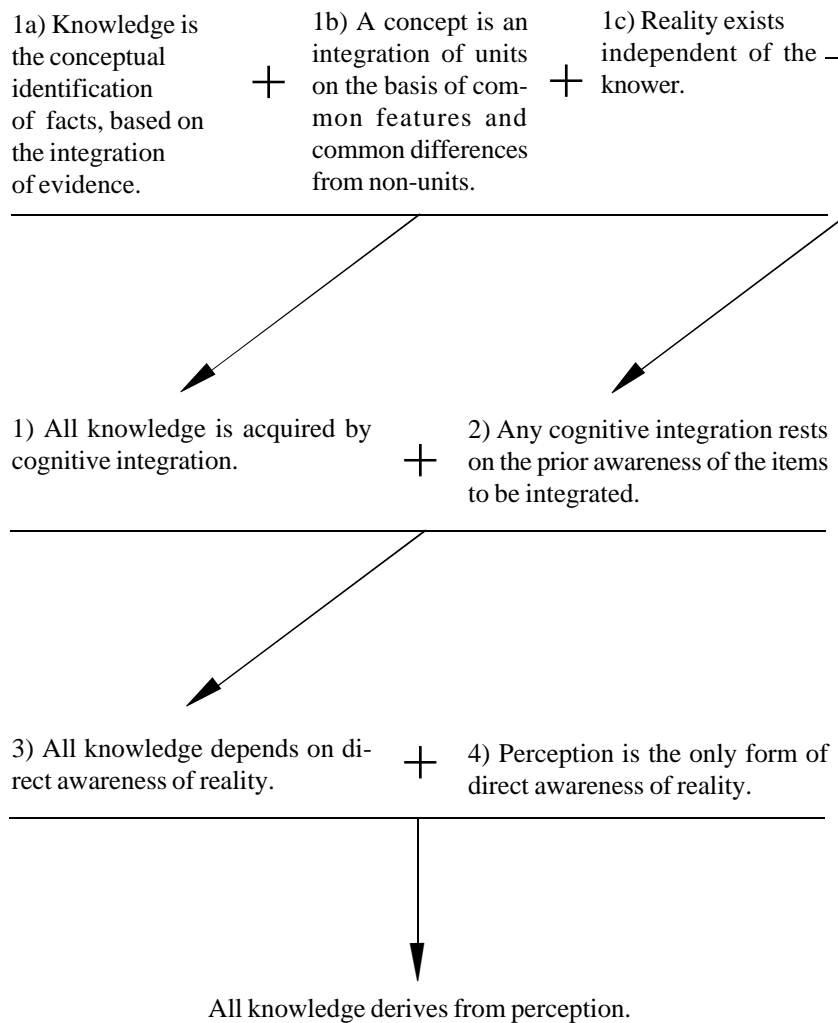 1a) Knowledge is
the conceptual
identification
of facts, based on
the integration
of evidence.
+
1b) A concept is an
integration of units
on the basis of com-
mon features and
common differences
from non-units.
+
1c) Reality exists
independent of the
knower.
1) All knowledge is acquired by
cognitive integration.
+
2) Any cognitive integration rests
on the prior awareness of the items
to be integrated.
3) All knowledge depends on di-
rect awareness of reality.
+
4) Perception is the only form of
direct awareness of reality.
All knowledge derives from perception.